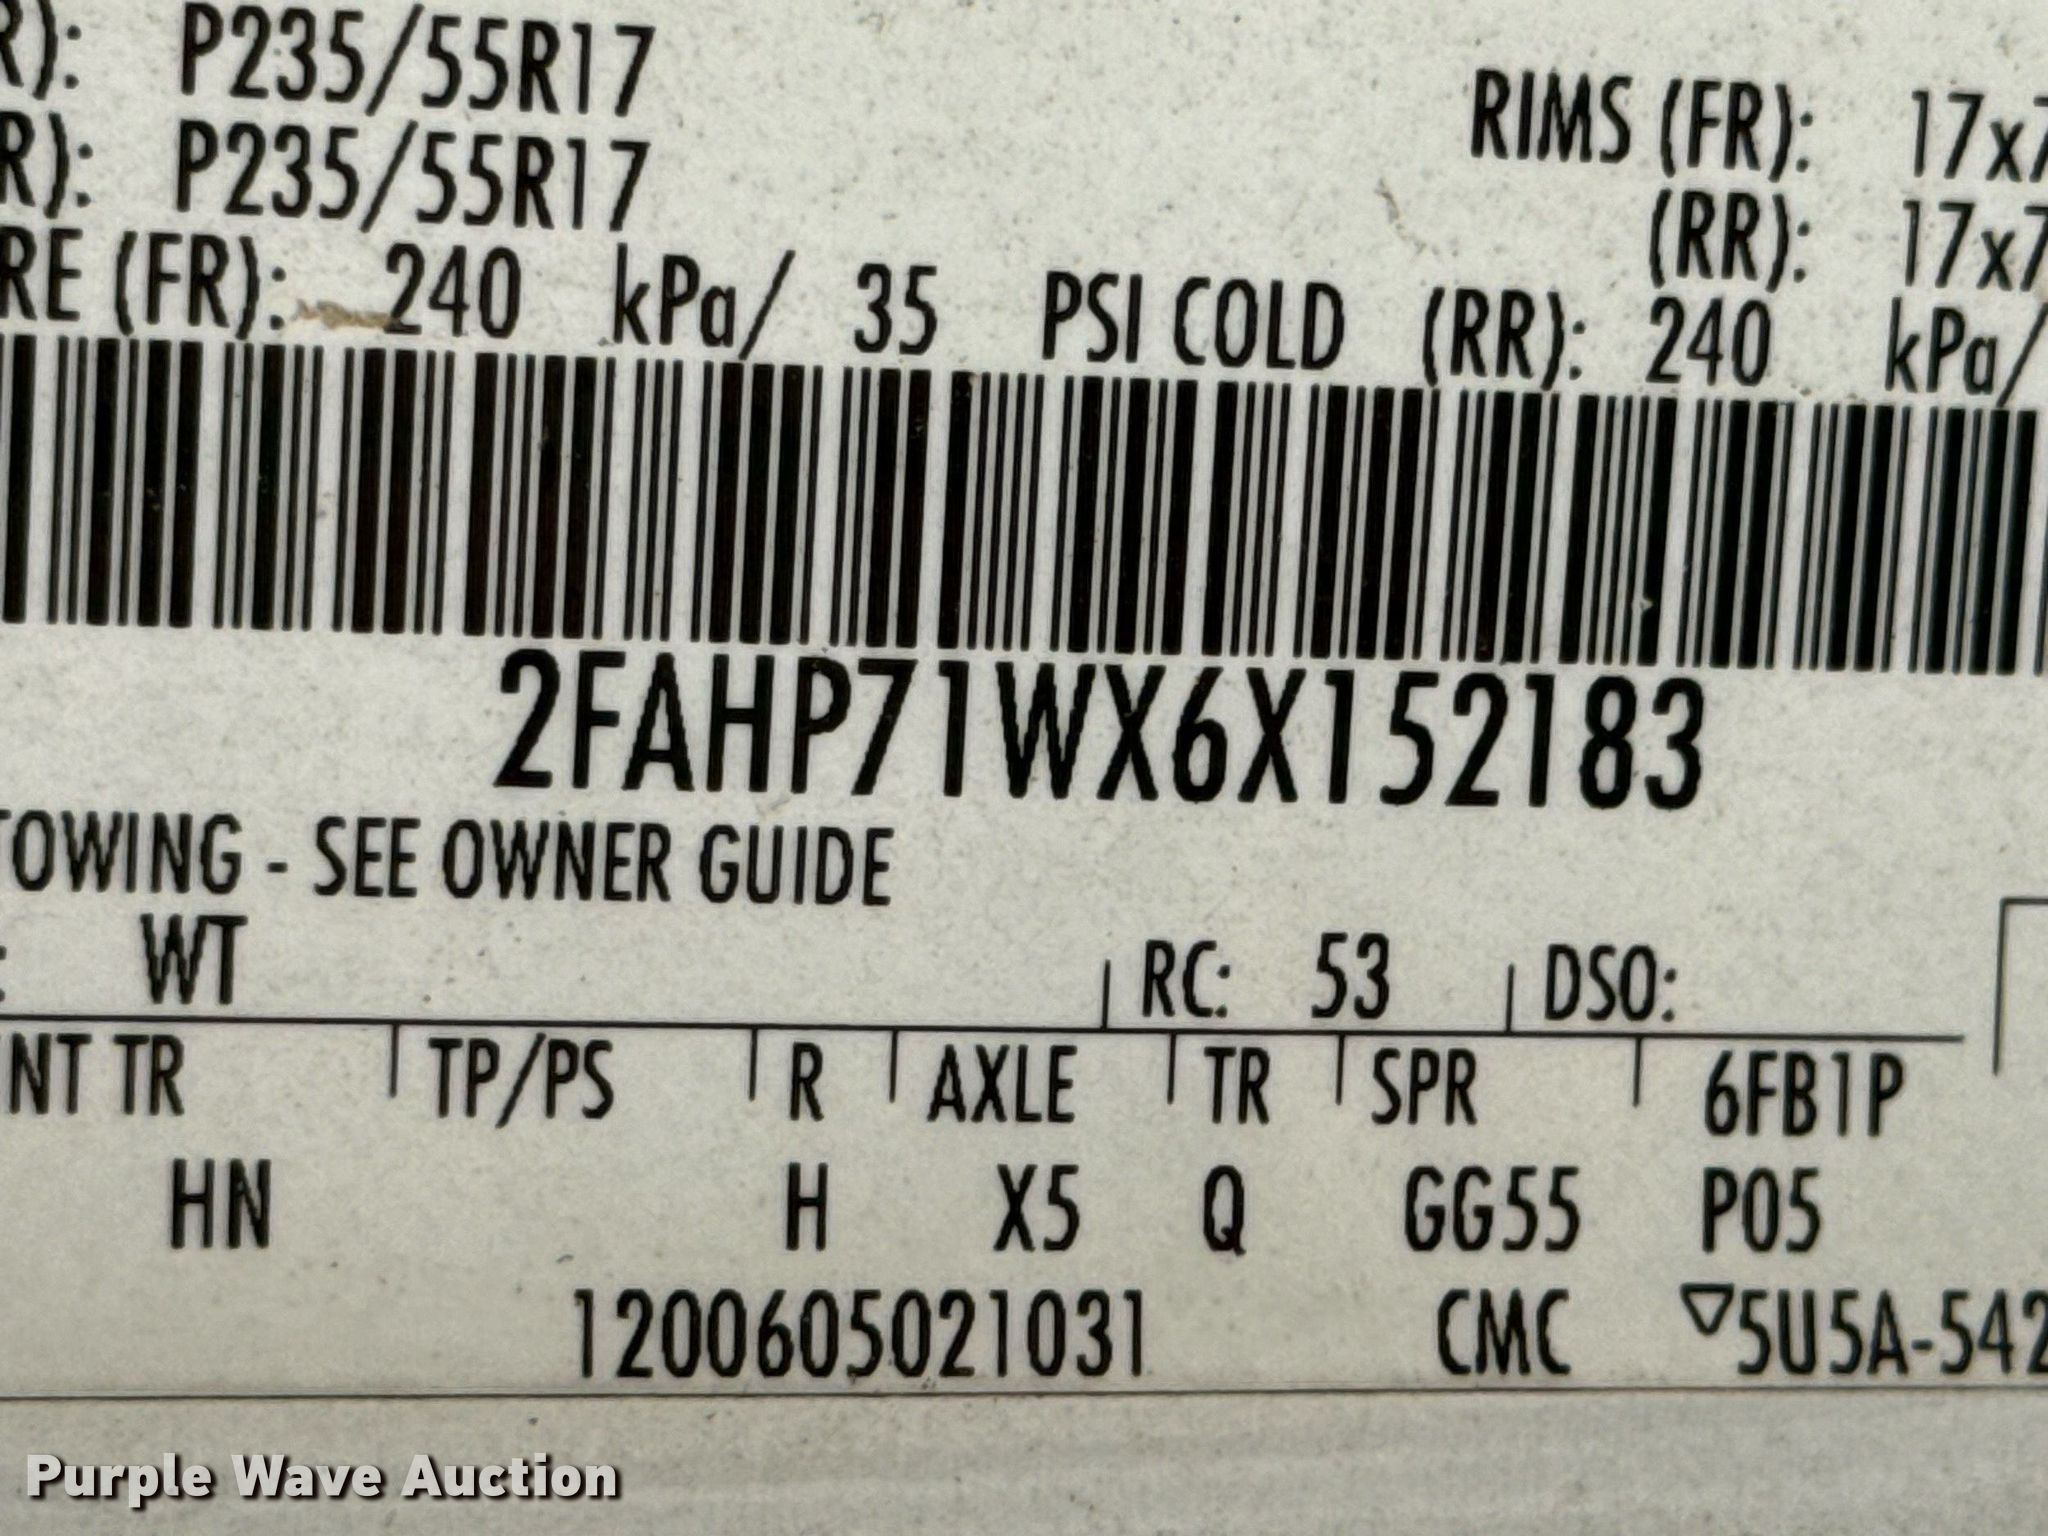 R): P235/55R17 RIMS (FR): 17x7
R): P235/55R17 (RR): 17x7
RE (FR): 240 kPa/ 35 PSI COLD (RR): 240 kPa/
2FAHP71WX6X152183
TOWING - SEE OWNER GUIDE
: WT RC: 53 DSO:
NT TR TP/PS R AXLE TR SPR 6FB1P
HN H X5 Q GG55 P05
1200605021031 CMC ▽5U5A-542
Purple Wave Auction